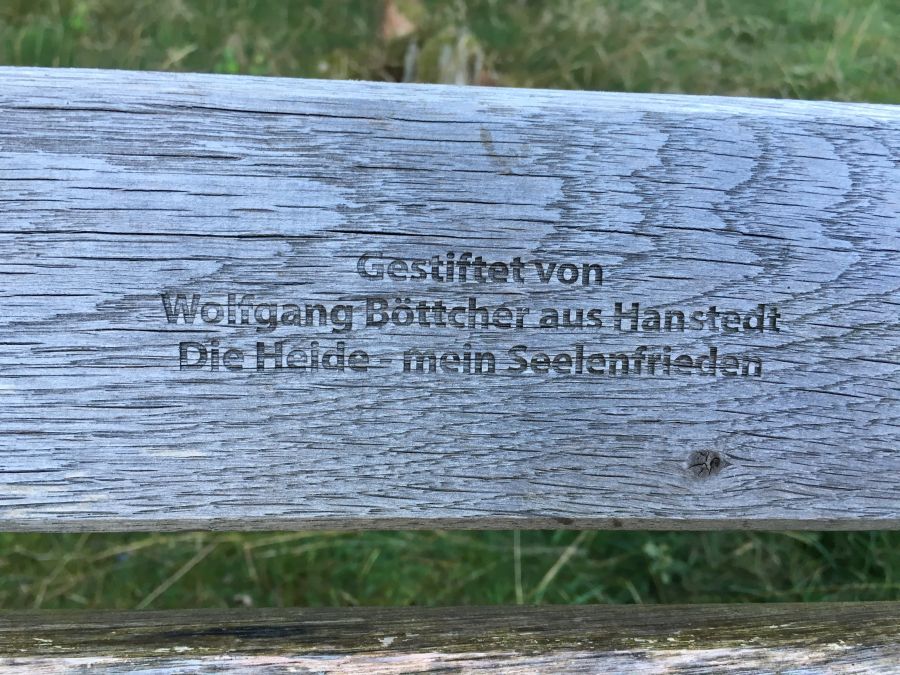 Gestiftet von
Wolfgang Böttcher aus Hanstedt
Die Heide - mein Seelenfrieden